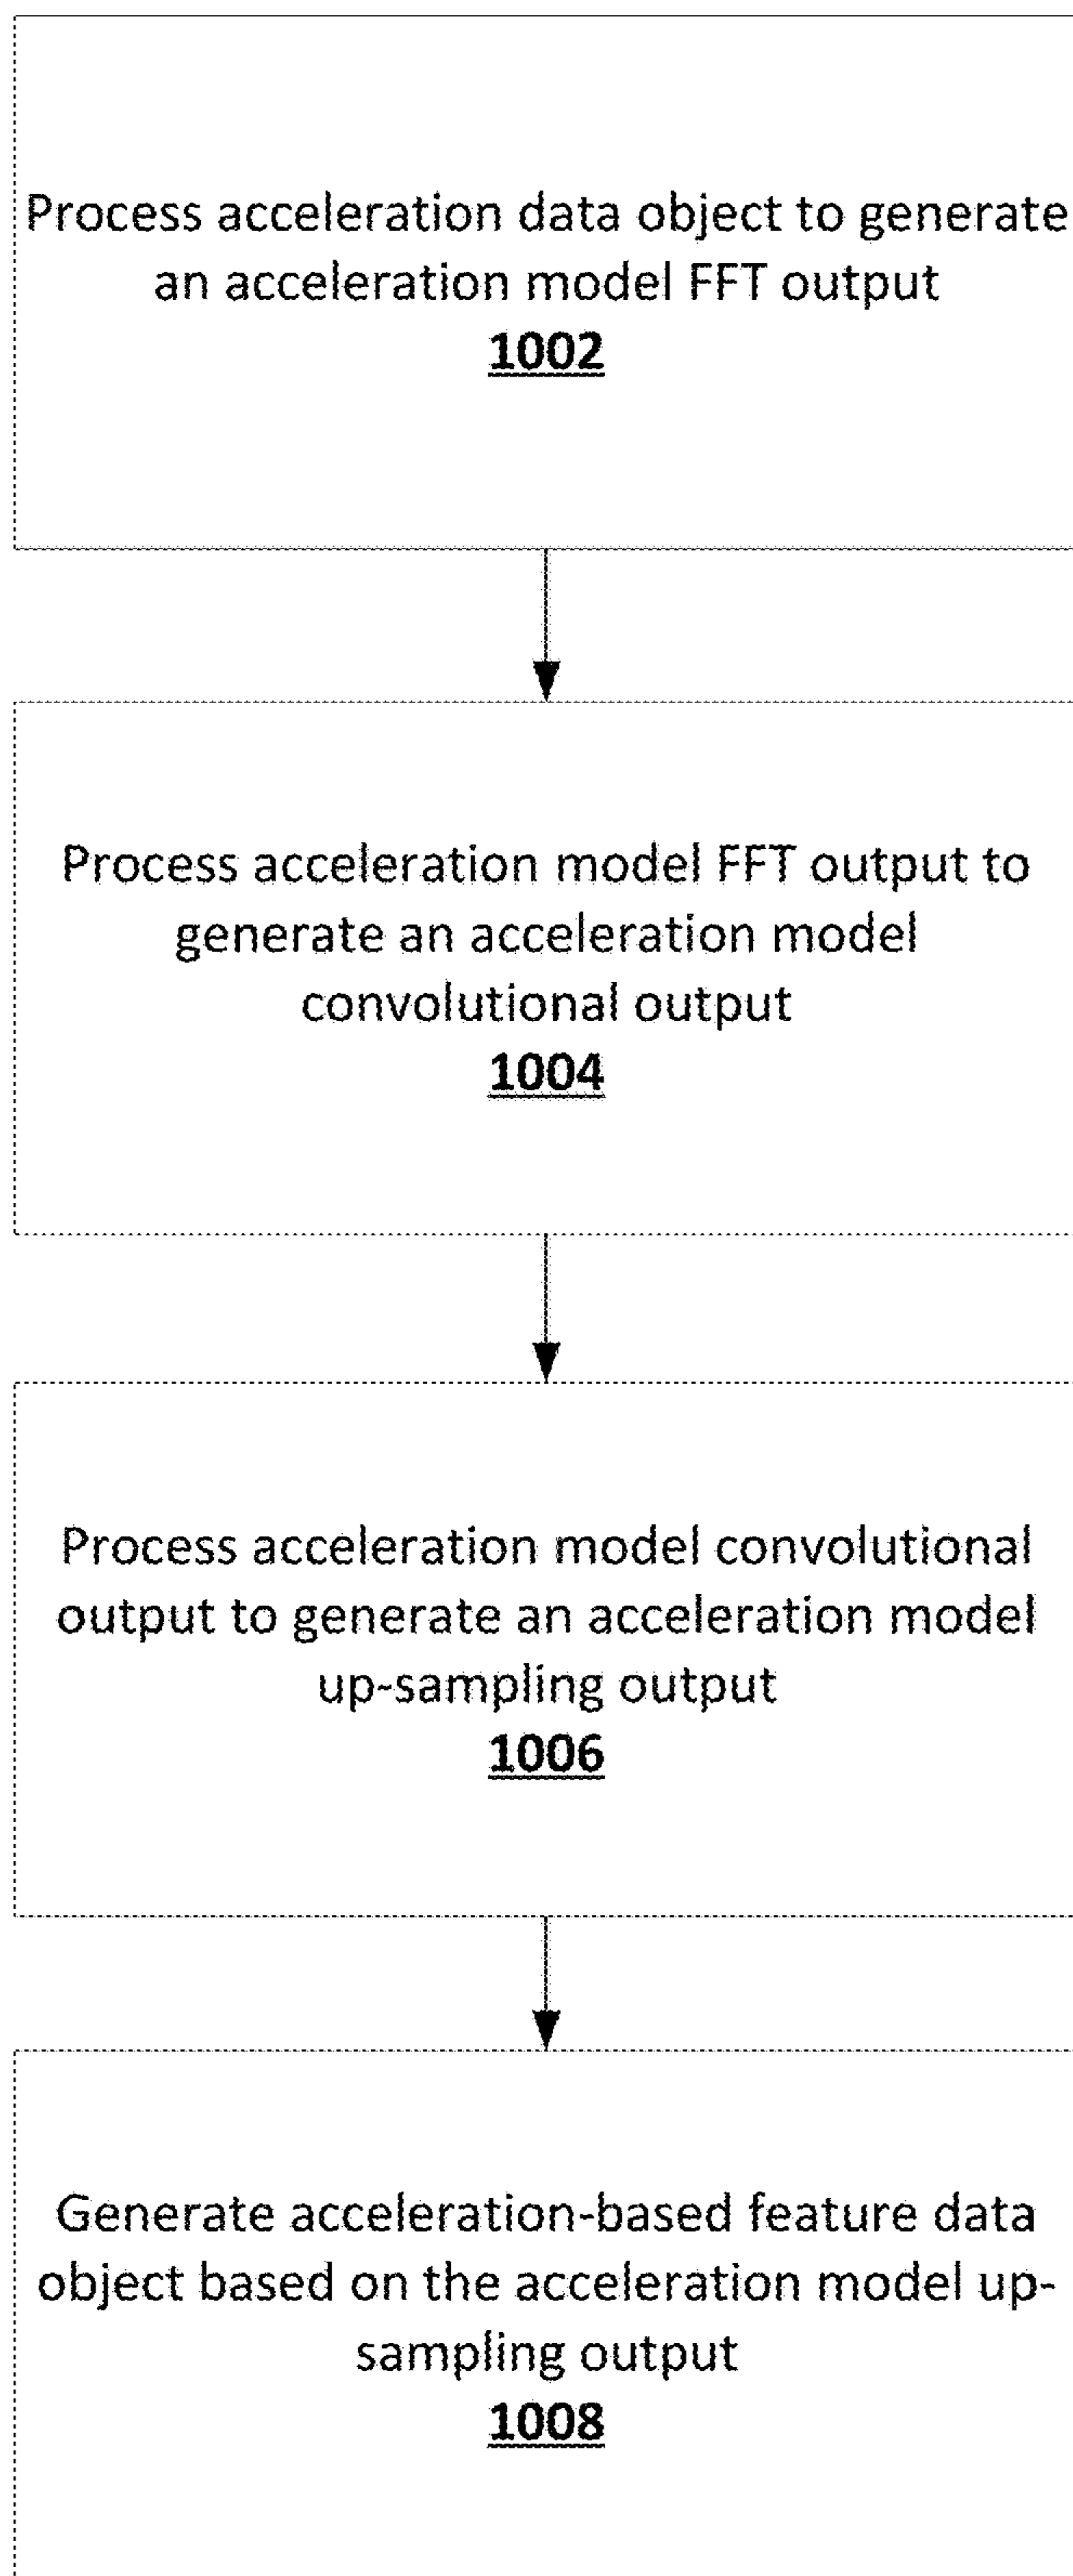 Process acceleration data object to generate
an acceleration model FFT output
1002
Process acceleration model FFT output to
generate an acceleration model
convolutional output
1004
Process acceleration model convolutional
output to generate an acceleration model
up-sampling output
1006
Generate acceleration-based feature data
object based on the acceleration model up-
sampling output
1008